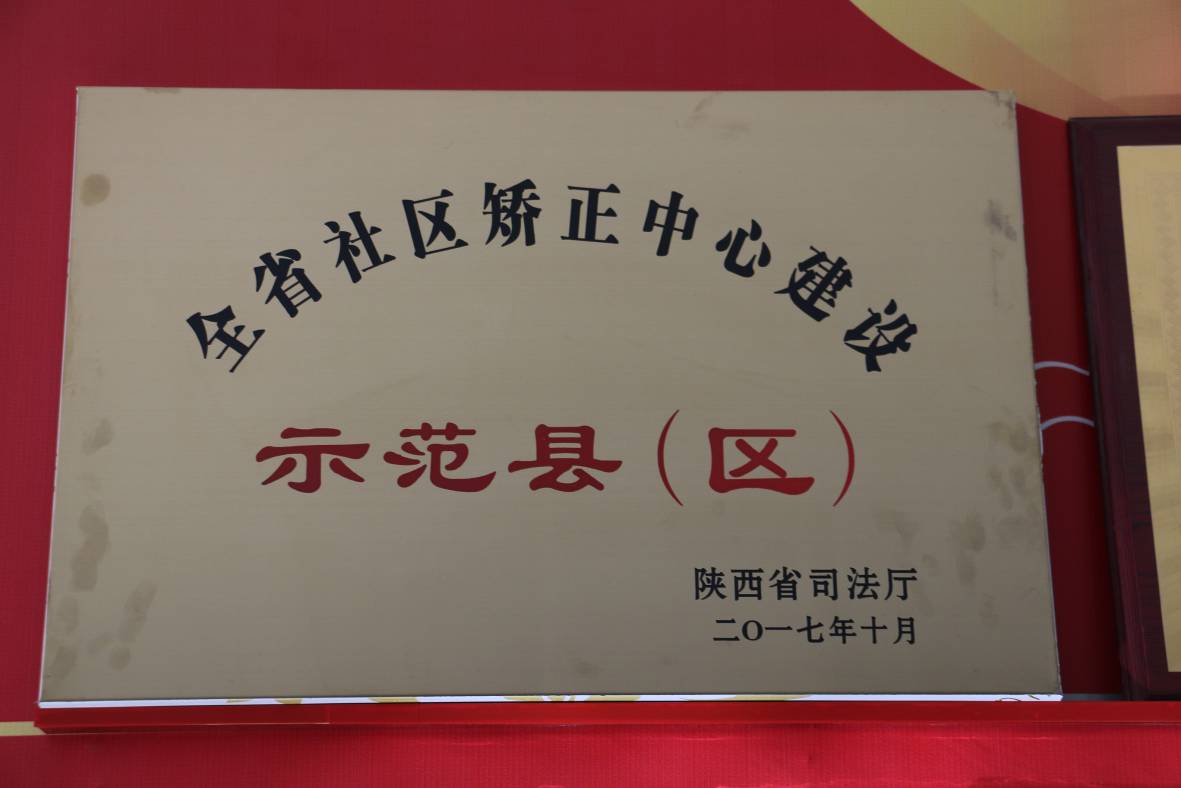 全省社区矫正中心建设
示范县（区）
陕西省司法厅
二〇一七年十月